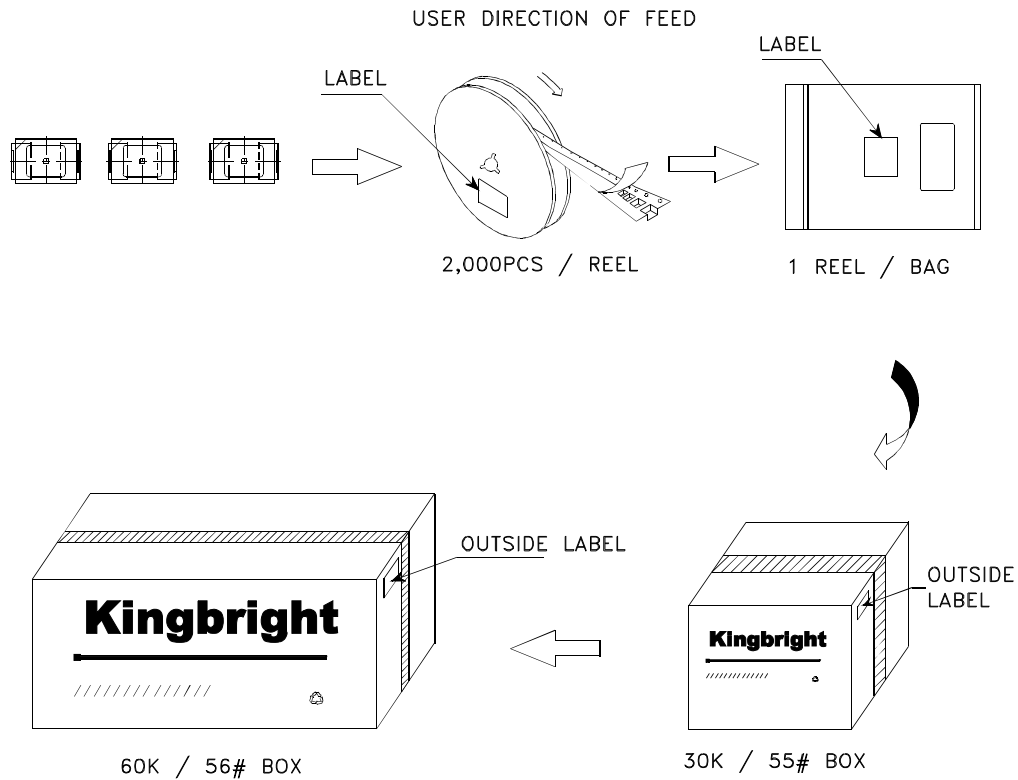 USER DIRECTION OF FEED
LABEL
LABEL
2,000PCS / REEL
1 REEL / BAG
OUTSIDE LABEL
OUTSIDE
LABEL
Kingbright
Kingbright
60K / 56# BOX
30K / 55# BOX